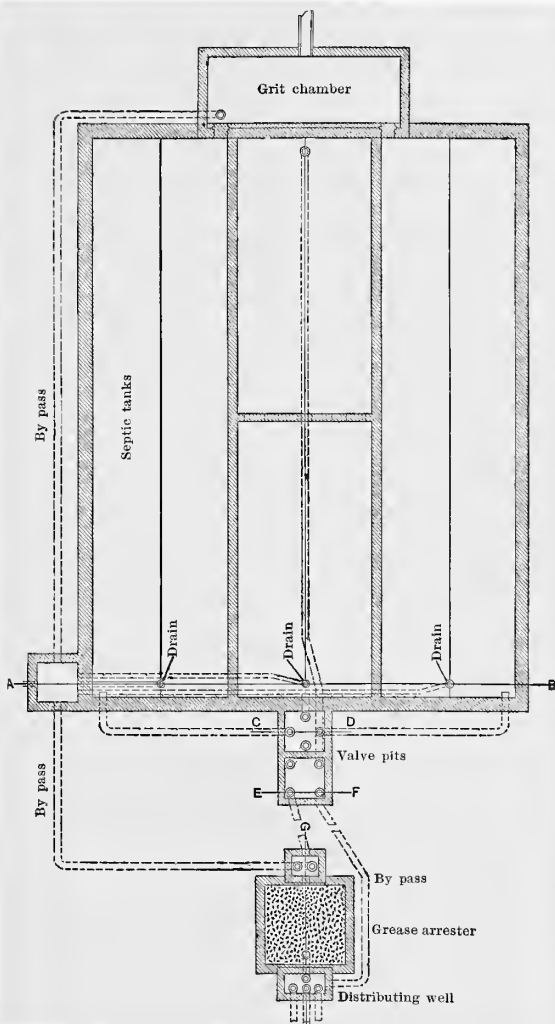 Grit chamber
By pass
Septic tanks
Drain
Drain
Drain
A
B
C
D
Valve pits
By pass
E
F
G
By pass
Grease arrester
Distributing well